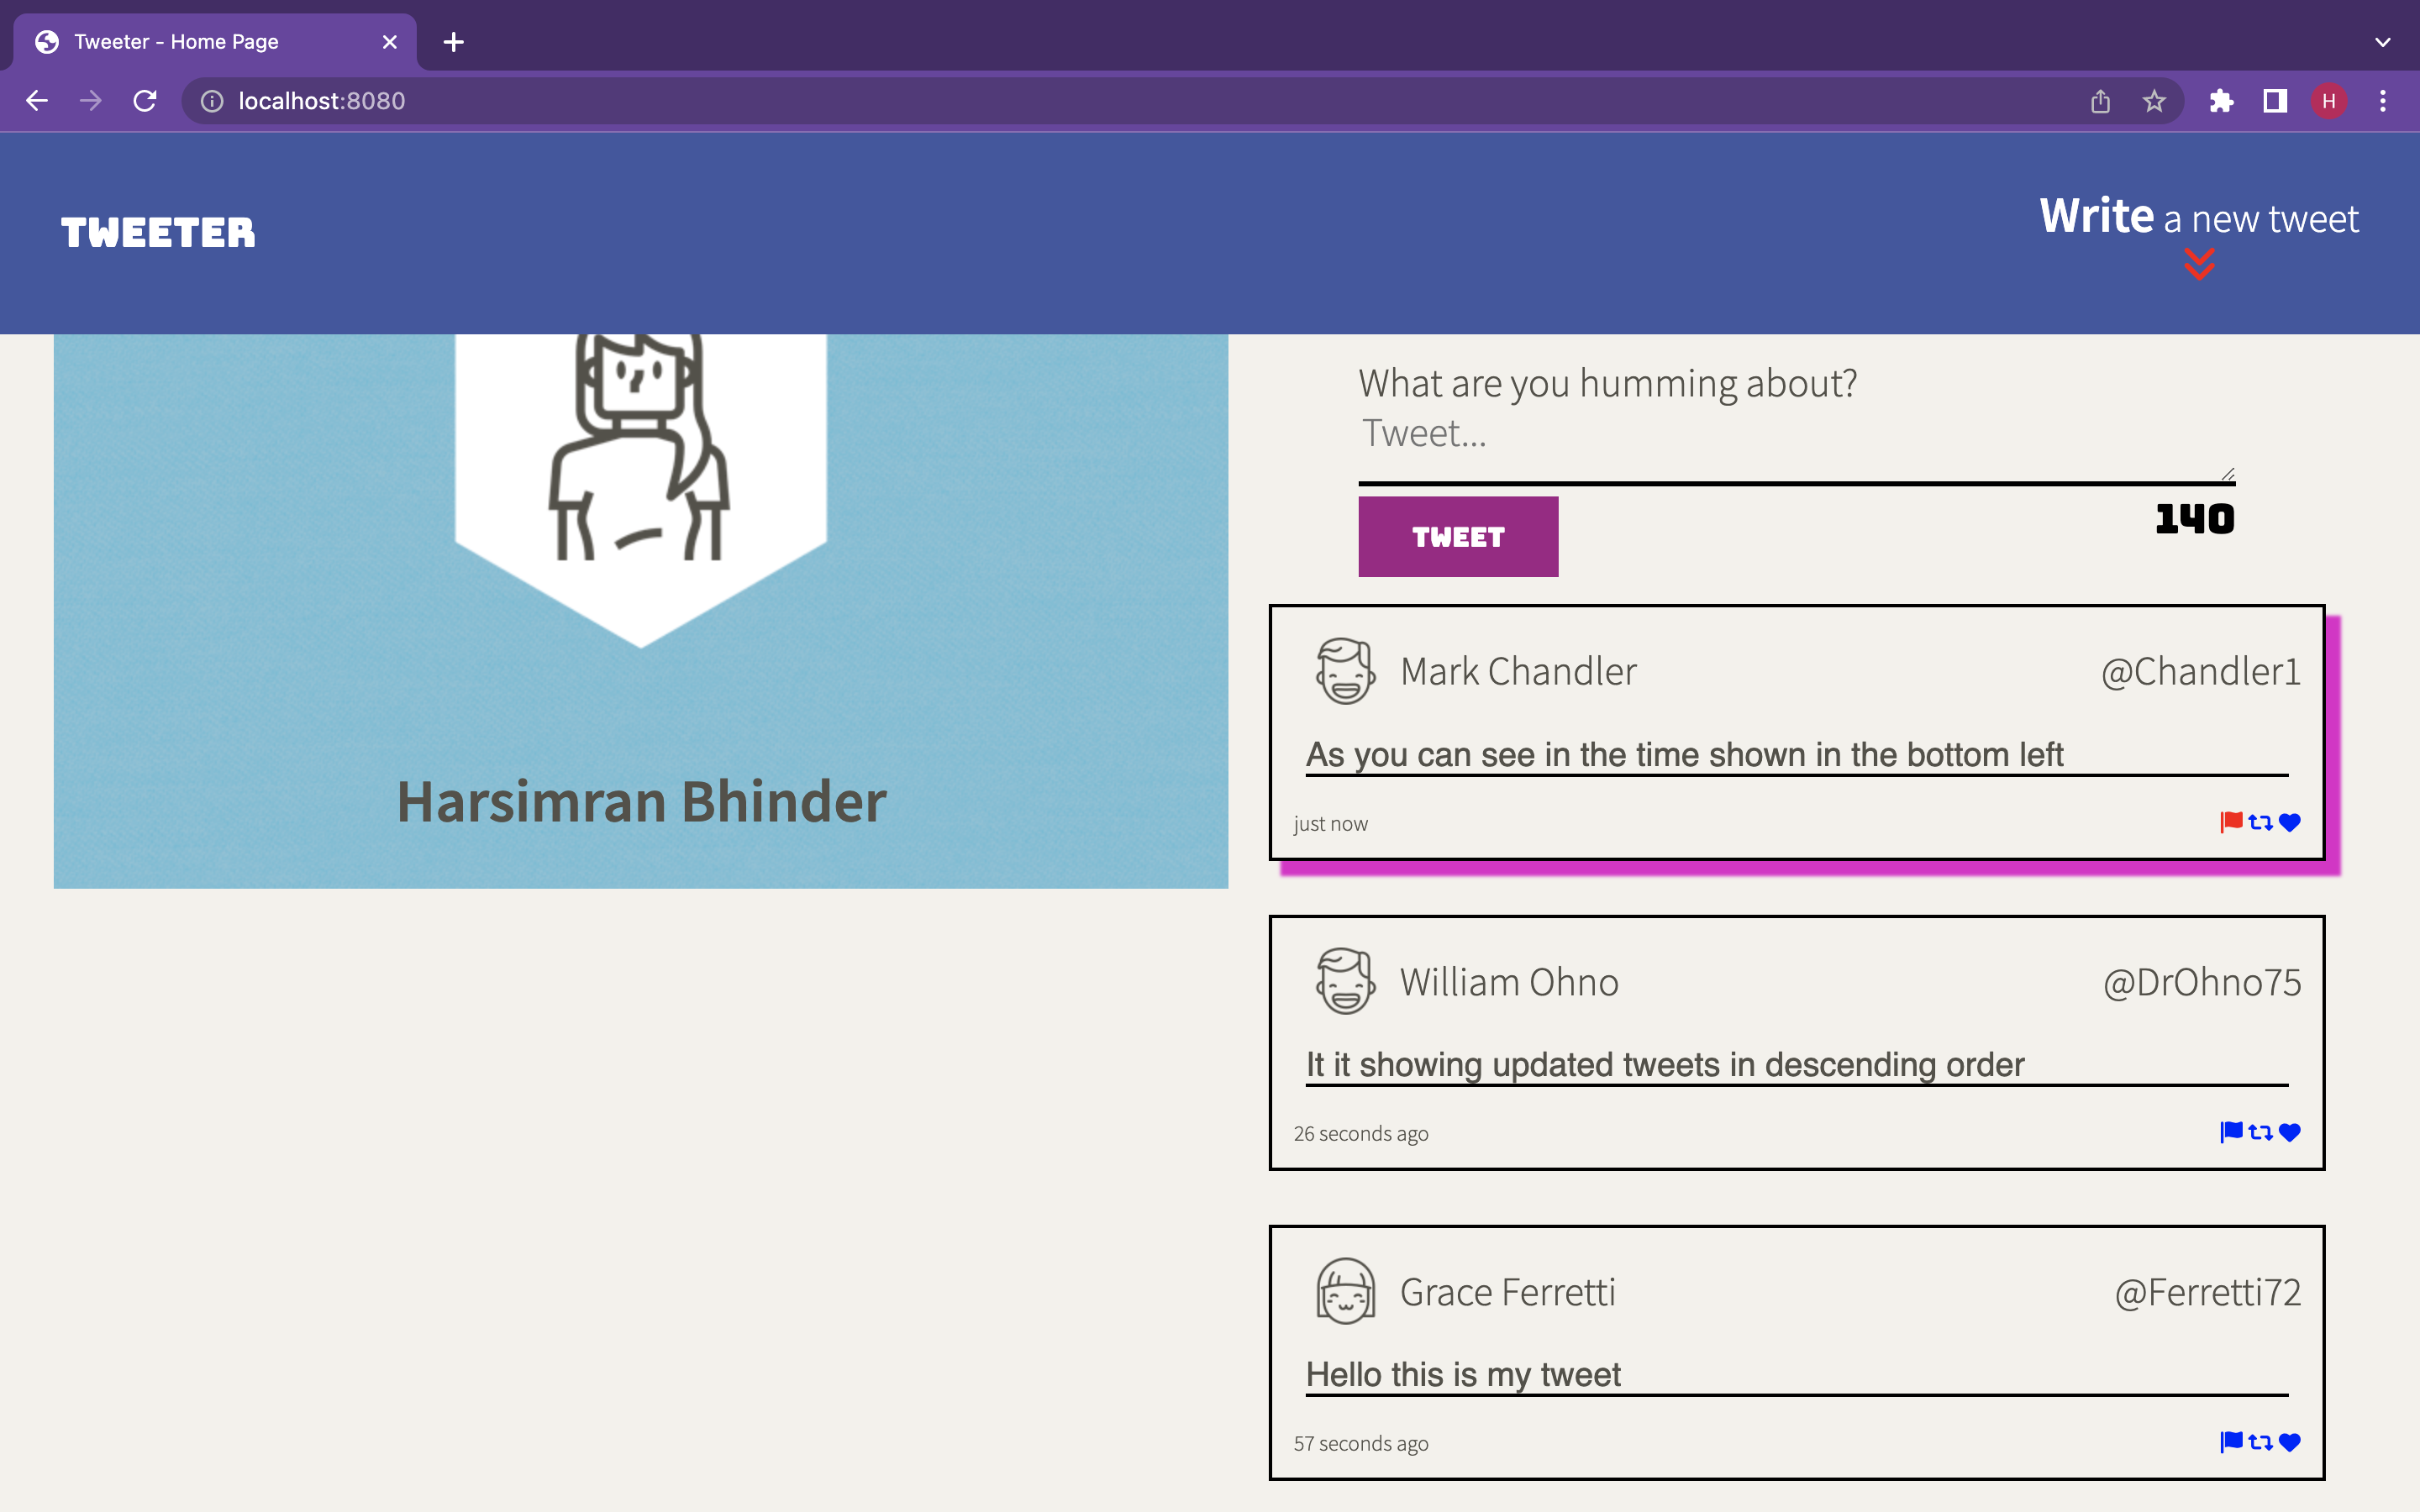 Tweeter - Home Page
localhost:8080
H
TWEETER
Write a new tweet
Harsimran Bhinder
What are you humming about?
Tweet...
TWEET
140
Mark Chandler
@Chandler1
As you can see in the time shown in the bottom left
just now
William Ohno
@DrOhno75
It it showing updated tweets in descending order
26 seconds ago
Grace Ferretti
@Ferretti72
Hello this is my tweet
57 seconds ago